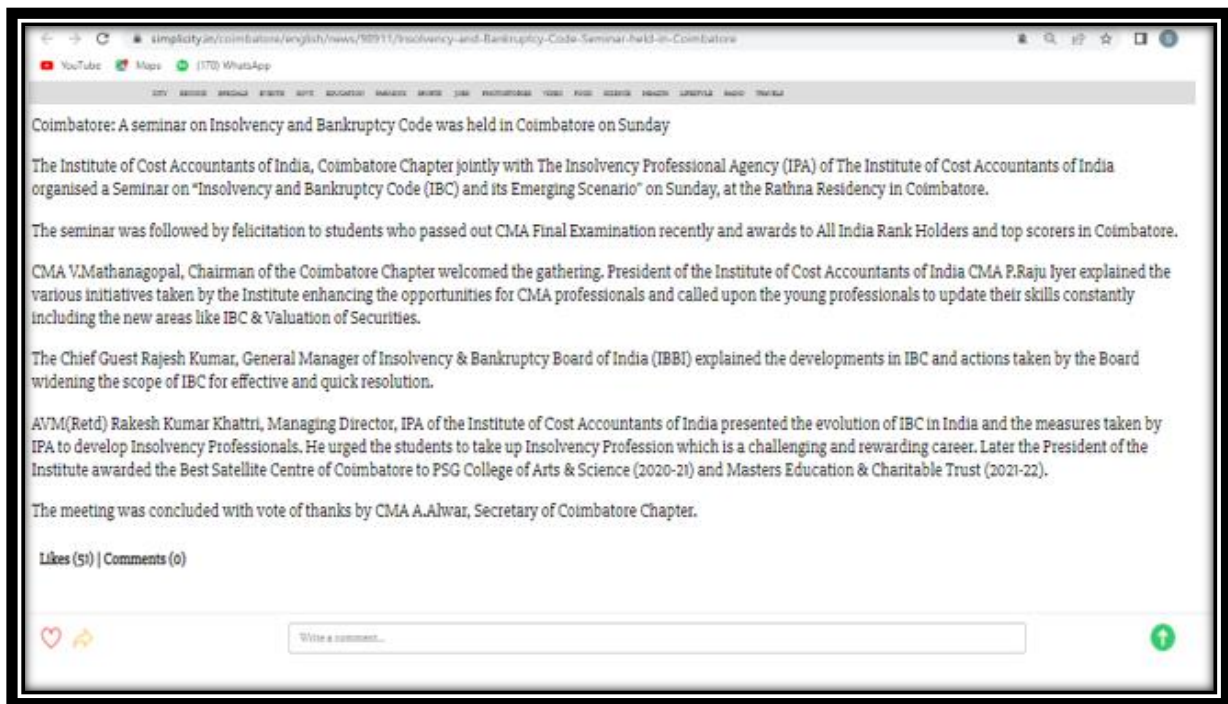 simplicity.in/coimbatore/english/news/98911/Insolvency-and-Bankruptcy-Code-Seminar-held-in-Coimbatore
YouTube Maps (170) WhatsApp
CITY SPECIALS EVENTS GOVT EDUCATION SPORTS JOBS PHOTOSTORIES VIDEO FOOD SCIENCE HEALTH LIFESTYLE RADIO TRAVELS
Coimbatore: A seminar on Insolvency and Bankruptcy Code was held in Coimbatore on Sunday
The Institute of Cost Accountants of India, Coimbatore Chapter jointly with The Insolvency Professional Agency (IPA) of The Institute of Cost Accountants of India
organised a Seminar on "Insolvency and Bankruptcy Code (IBC) and its Emerging Scenario" on Sunday, at the Rathna Residency in Coimbatore.
The seminar was followed by felicitation to students who passed out CMA Final Examination recently and awards to All India Rank Holders and top scorers in Coimbatore.
CMA V.Mathanagopal, Chairman of the Coimbatore Chapter welcomed the gathering. President of the Institute of Cost Accountants of India CMA P.Raju Iyer explained the
various initiatives taken by the Institute enhancing the opportunities for CMA professionals and called upon the young professionals to update their skills constantly
including the new areas like IBC & Valuation of Securities.
The Chief Guest Rajesh Kumar, General Manager of Insolvency & Bankruptcy Board of India (IBBI) explained the developments in IBC and actions taken by the Board
widening the scope of IBC for effective and quick resolution.
AVM(Retd) Rakesh Kumar Khattri, Managing Director, IPA of the Institute of Cost Accountants of India presented the evolution of IBC in India and the measures taken by
IPA to develop Insolvency Professionals. He urged the students to take up Insolvency Profession which is a challenging and rewarding career. Later the President of the
Institute awarded the Best Satellite Centre of Coimbatore to PSG College of Arts & Science (2020-21) and Masters Education & Charitable Trust (2021-22).
The meeting was concluded with vote of thanks by CMA A.Alwar, Secretary of Coimbatore Chapter.
Likes (51) | Comments (0)
Write a comment...